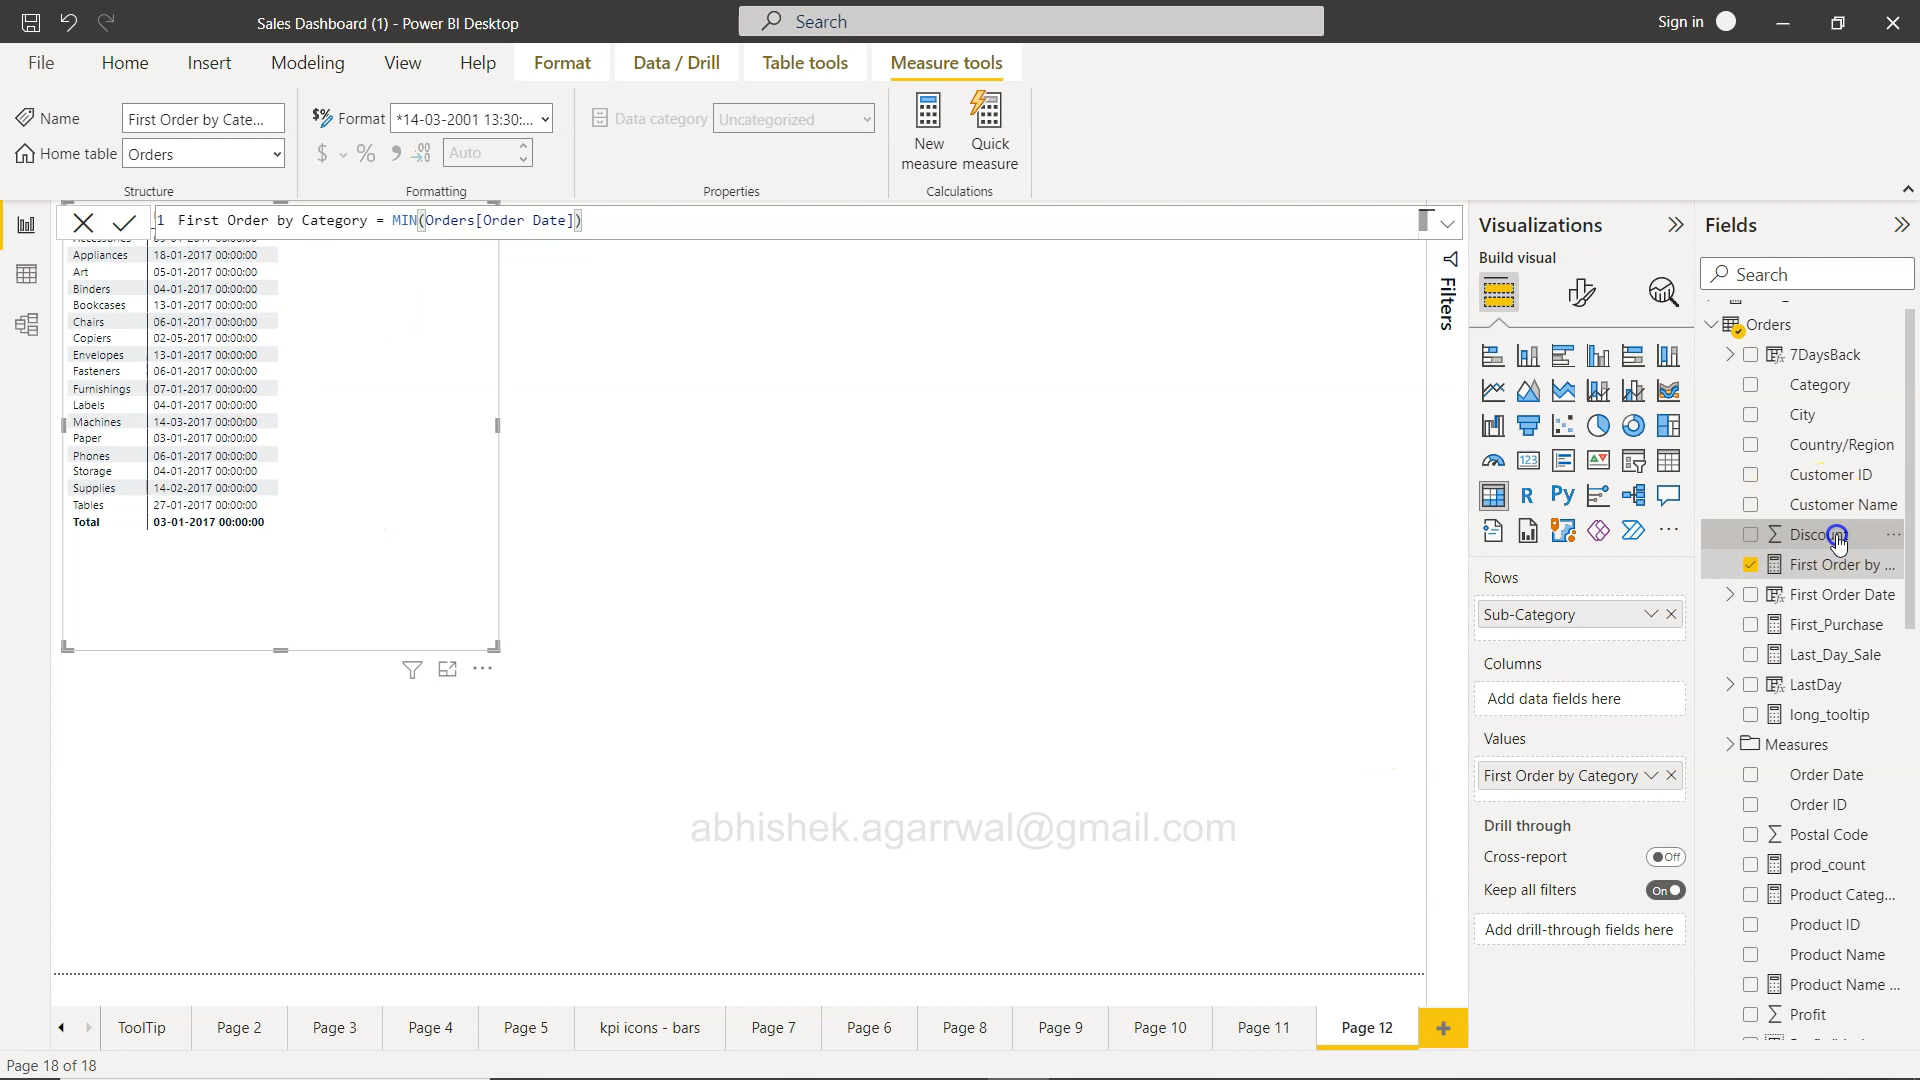 Sales Dashboard (1) - Power BI Desktop
Search
Sign in
File Home Insert Modeling View Help Format Data / Drill Table tools Measure tools
Name First Order by Cate...
Home table Orders
Structure
Format *14-03-2001 13:30:...
$ % , Auto
Formatting
Data category Uncategorized
Properties
New measure
Quick measure
Calculations
1 First Order by Category = MIN(Orders[Order Date])
Appliances 18-01-2017 00:00:00
Art 05-01-2017 00:00:00
Binders 04-01-2017 00:00:00
Bookcases 13-01-2017 00:00:00
Chairs 06-01-2017 00:00:00
Copiers 02-05-2017 00:00:00
Envelopes 13-01-2017 00:00:00
Fasteners 06-01-2017 00:00:00
Furnishings 07-01-2017 00:00:00
Labels 04-01-2017 00:00:00
Machines 14-03-2017 00:00:00
Paper 03-01-2017 00:00:00
Phones 06-01-2017 00:00:00
Storage 04-01-2017 00:00:00
Supplies 14-02-2017 00:00:00
Tables 27-01-2017 00:00:00
Total 03-01-2017 00:00:00
abhishek.agarrwal@gmail.com
Filters
Visualizations
Build visual
123
R Py
Rows
Sub-Category
Columns
Add data fields here
Values
First Order by Category
Drill through
Cross-report Off
Keep all filters On
Add drill-through fields here
Fields
Search
Orders
7DaysBack
Category
City
Country/Region
Customer ID
Customer Name
First Order by ...
First Order Date
First_Purchase
Last_Day_Sale
LastDay
long_tooltip
Measures
Order Date
Order ID
Postal Code
prod_count
Product Categ...
Product ID
Product Name
Product Name ...
Profit
ToolTip Page 2 Page 3 Page 4 Page 5 kpi icons - bars Page 7 Page 6 Page 8 Page 9 Page 10 Page 11 Page 12
Page 18 of 18